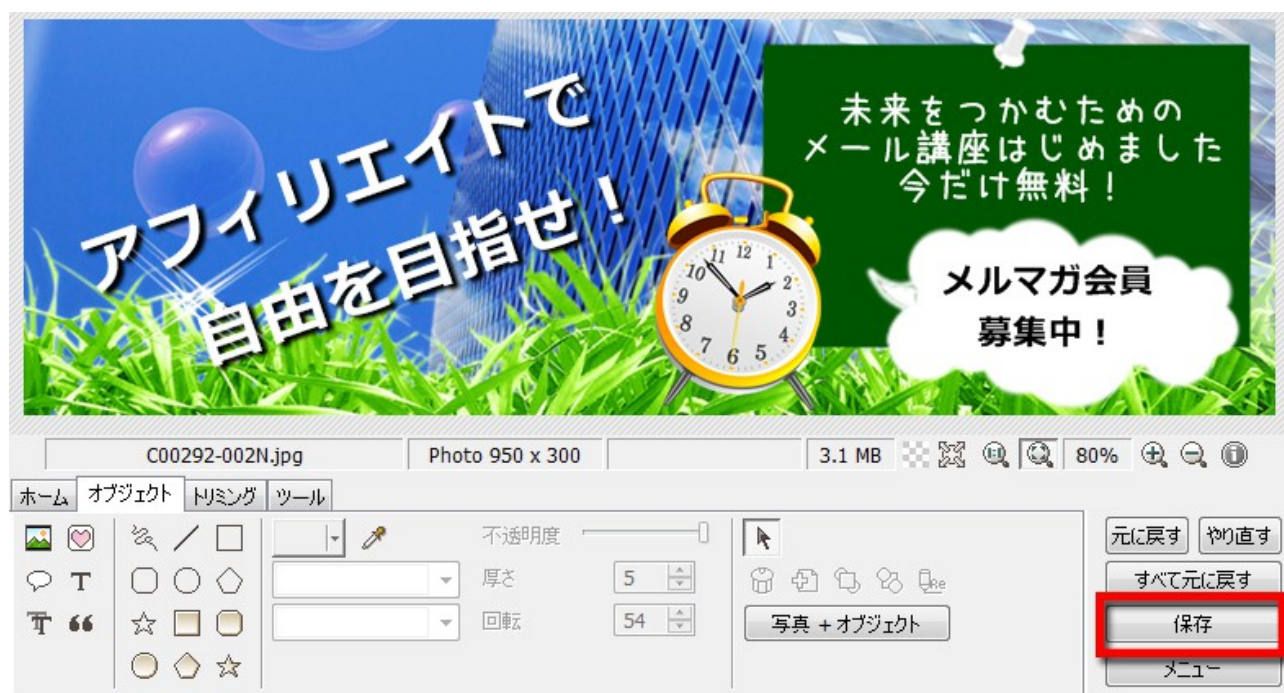 アフィリエイトで
自由を目指せ！
未来をつかむための
メール講座はじめました
今だけ無料！
メルマガ会員
募集中！
11 12 1
10 2
9 3
8 4
7 6 5
C00292-002N.jpg Photo 950 x 300 3.1 MB 80%
ホーム オブジェクト トリミング ツール
不透明度 元に戻す やり直す
T 厚さ 5 Re すべて元に戻す
T 回転 54 写真 + オブジェクト 保存
メニュー